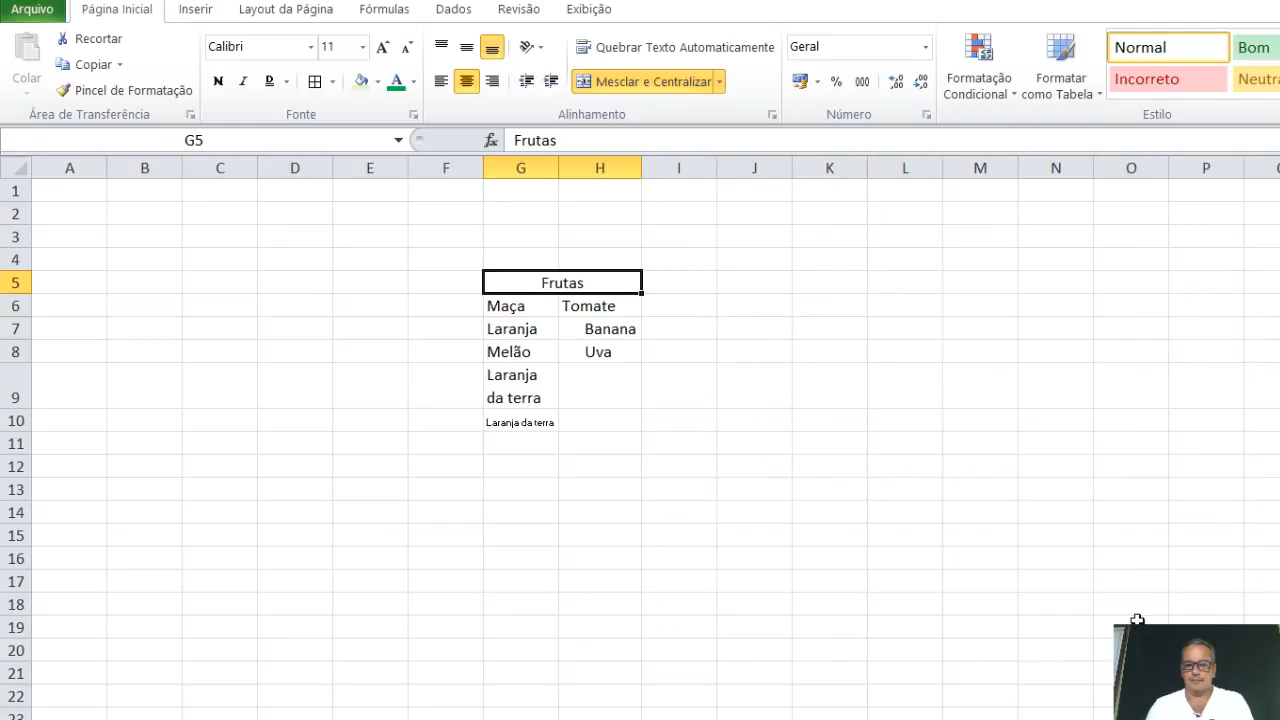 Arquivo Página Inicial Inserir Layout da Página Fórmulas Dados Revisão Exibição
Colar
Recortar
Copiar
Pincel de Formatação
Área de Transferência
Calibri 11
N I D A
Fonte
Quebrar Texto Automaticamente
Mesclar e Centralizar
Alinhamento
Geral
% 000
Número
Formatação
Condicional
Formatar
como Tabela
Normal Bom
Incorreto Neutra
Estilo
G5 fx Frutas
A B C D E F G H I J K L M N O P
1
2
3
4
5 Frutas
6 Maça Tomate
7 Laranja Banana
8 Melão Uva
Laranja
9 da terra
10 Laranja da terra
11
12
13
14
15
16
17
18
19
20
21
22
23